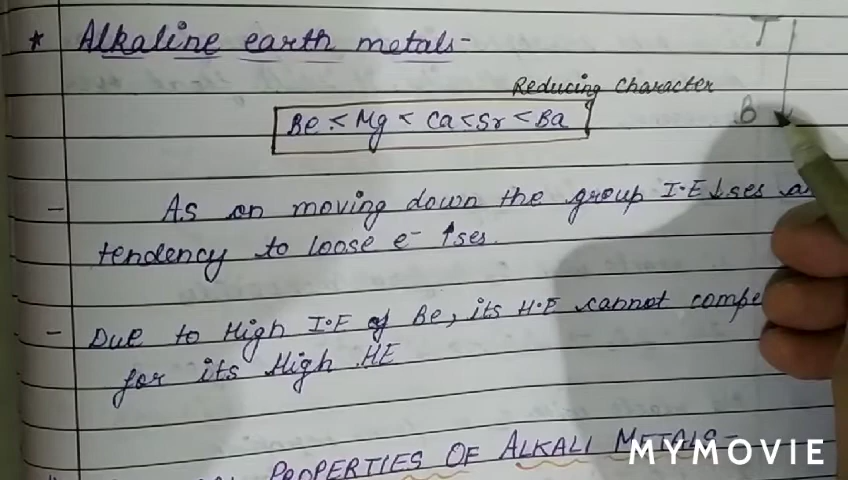 * Alkaline earth metals-
T
Reducing Character
Be < Mg < Ca < Sr < Ba
B
- As on moving down the group I.E ↓ses
tendency to loose e- ↑ses.
- Due to High I.E of Be, its H.E cannot compe
for its High HE
PROPERTIES OF ALKALI METALS-
MYMOVIE